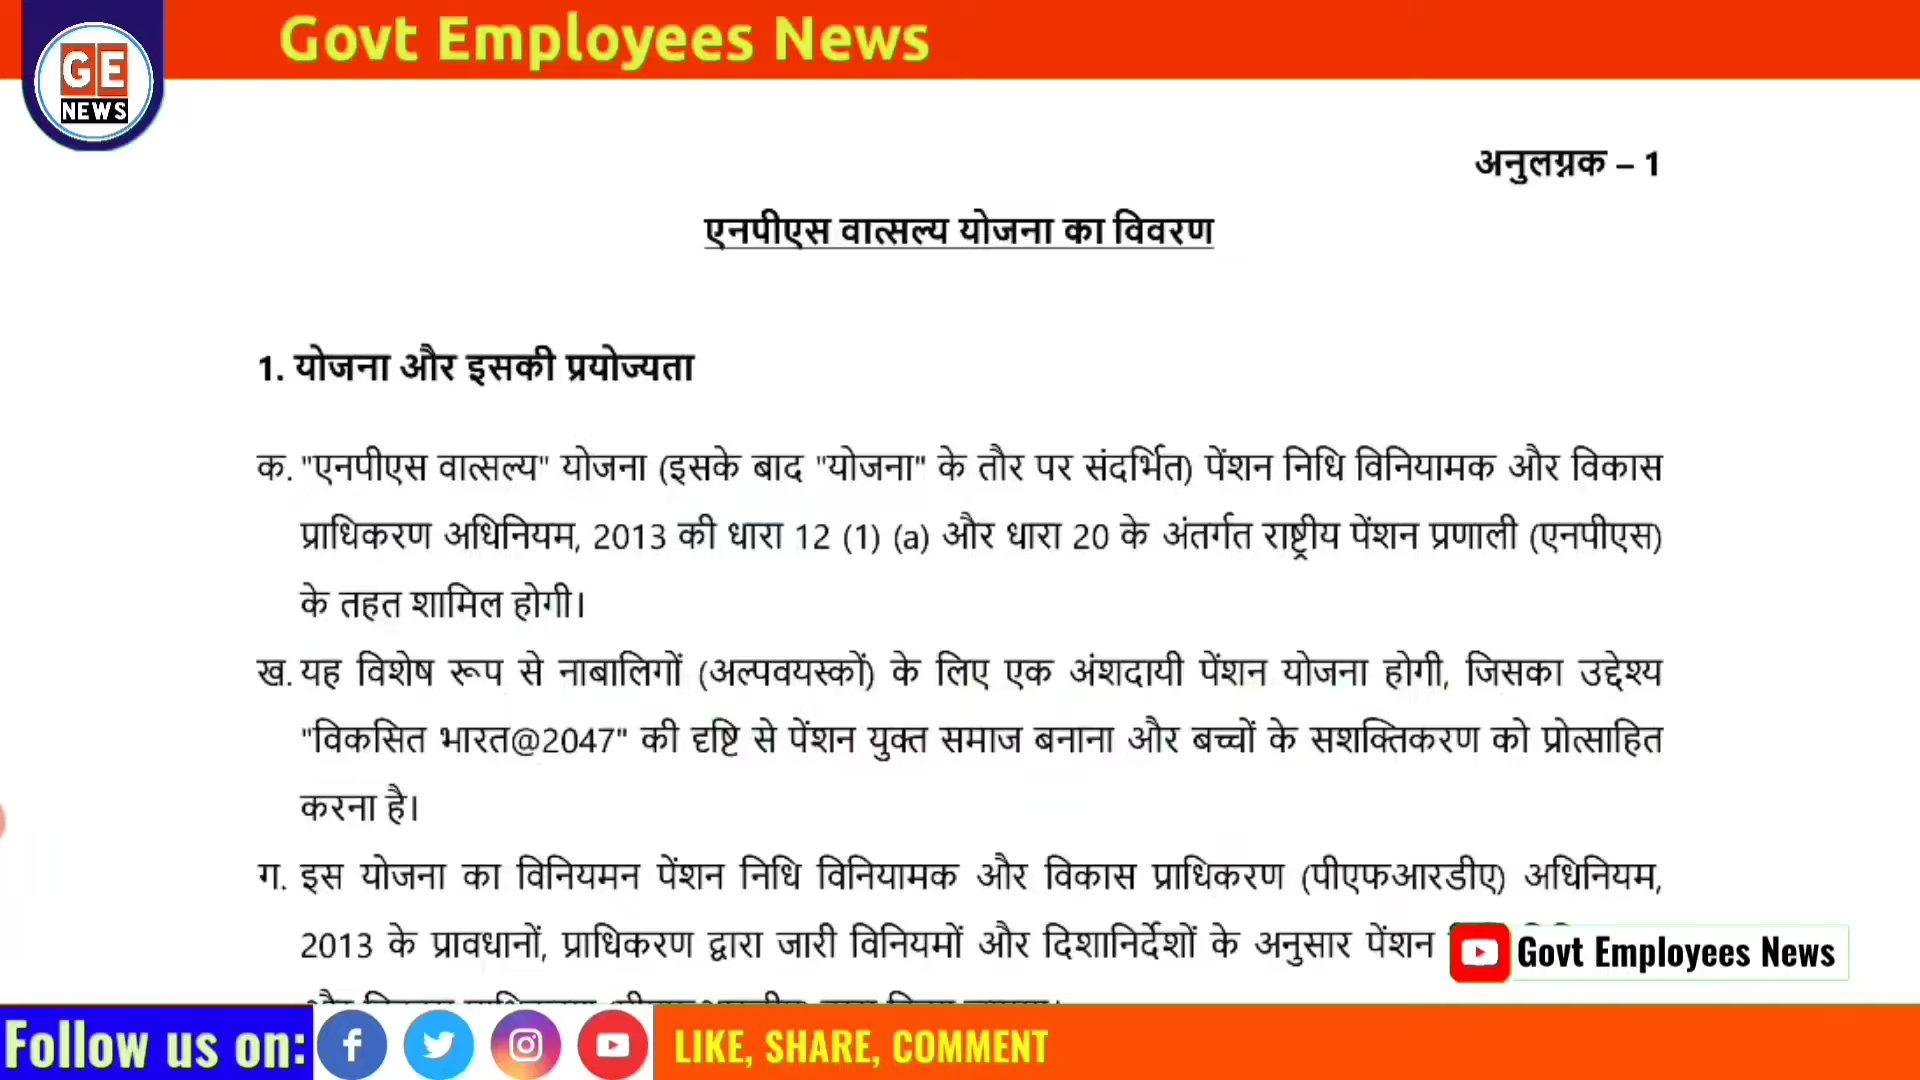 Govt Employees News
GE
NEWS
अनुलग्नक – 1
एनपीएस वात्सल्य योजना का विवरण
1. योजना और इसकी प्रयोज्यता
क. "एनपीएस वात्सल्य" योजना (इसके बाद "योजना" के तौर पर संदर्भित) पेंशन निधि विनियामक और विकास
प्राधिकरण अधिनियम, 2013 की धारा 12 (1) (a) और धारा 20 के अंतर्गत राष्ट्रीय पेंशन प्रणाली (एनपीएस)
के तहत शामिल होगी।
ख. यह विशेष रूप से नाबालिगों (अल्पवयस्कों) के लिए एक अंशदायी पेंशन योजना होगी, जिसका उद्देश्य
"विकसित भारत@2047" की दृष्टि से पेंशन युक्त समाज बनाना और बच्चों के सशक्तिकरण को प्रोत्साहित
करना है।
ग. इस योजना का विनियमन पेंशन निधि विनियामक और विकास प्राधिकरण (पीएफआरडीए) अधिनियम,
2013 के प्रावधानों, प्राधिकरण द्वारा जारी विनियमों और दिशानिर्देशों के अनुसार पेंशन
Govt Employees News
Follow us on:
LIKE, SHARE, COMMENT